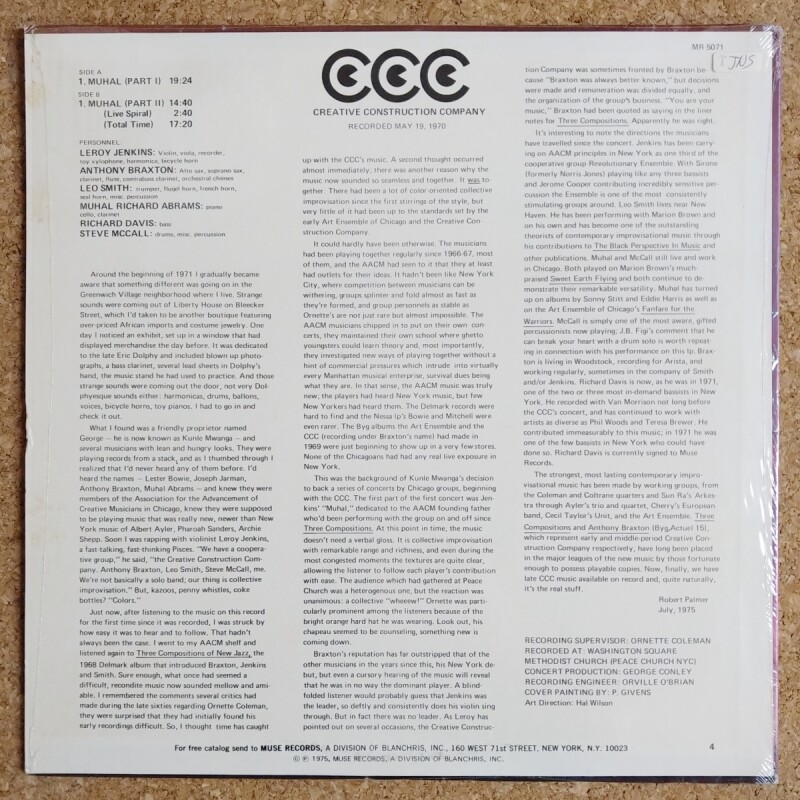 MR 5071
SIDE A
1. MUHAL (PART I) 19:24
SIDE B
1. MUHAL (PART II) 14:40
(Live Spiral) 2:40
(Total Time) 17:20
PERSONNEL:
LEROY JENKINS: Violin, viola, recorder,
toy xylophone, harmonica, bicycle horn
ANTHONY BRAXTON: Alto sax, soprano sax,
clarinet, flute, contrabass clarinet, orchestral chimes
LEO SMITH: trumpet, flugel horn, french horn,
seal horn, misc. percussion
MUHAL RICHARD ABRAMS: piano
cello, clarinet
RICHARD DAVIS: bass
STEVE McCALL: drums, misc. percussion
Around the beginning of 1971 I gradually became
aware that something different was going on in the
Greenwich Village neighborhood where I live. Strange
sounds were coming out of Liberty House on Bleecker
Street, which I'd taken to be another boutique featuring
over-priced African imports and costume jewelry. One
day I noticed an exhibit, set up in a window that had
displayed merchandise the day before. It was dedicated
to the late Eric Dolphy and included blown up photo-
graphs, a bass clarinet, several lead sheets in Dolphy's
hand, the music stand he had used to practice. And those
strange sounds were coming out the door, not very Dol-
physesque sounds either: harmonicas, drums, ballons,
voices, bicycle horns, toy pianos. I had to go in and
check it out.
What I found was a friendly proprietor named
George — he is now known as Kunle Mwanga — and
several musicians with lean and hungry looks. They were
playing records from a stack, and as I thumbed through I
realized that I'd never heard any of them before. I'd
heard the names — Lester Bowie, Joseph Jarman,
Anthony Braxton, Muhal Abrams — and knew they were
members of the Association for the Advancement of
Creative Musicians in Chicago, knew they were supposed
to be playing music that was really new, newer than New
York music of Albert Ayler, Pharoah Sanders, Archie
Shepp. Soon I was rapping with violinist Leroy Jenkins,
a fast-talking, fast-thinking Pisces. "We have a coopera-
tive group," he said, "the Creative Construction Com-
pany. Anthony Braxton, Leo Smith, Steve McCall, me.
We're not basically a solo band; our thing is collective
improvisation." But, kazoos, penny whistles, coke
bottles? "Colors."
Just now, after listening to the music on this record
for the first time since it was recorded, I was struck by
how easy it was to hear and to follow. That hadn't
always been the case. I went to my AACM shelf and
listened again to Three Compositions of New Jazz, the
1968 Delmark album that introduced Braxton, Jenkins
and Smith. Sure enough, what once had seemed a
difficult, recondite music now sounded mellow and ami-
able. I remembered the comments several critics had
made during the late sixties regarding Ornette Coleman,
they were surprised that they had initially found his
early recordings difficult. So, I thought time has caught
CCC
CREATIVE CONSTRUCTION COMPANY
RECORDED MAY 19, 1970
up with the CCC's music. A second thought occurred
almost immediately; there was another reason why the
music now sounded so seamless and together. It was to-
gether. There had been a lot of color-oriented collective
improvisation since the first stirrings of the style, but
very little of it had been up to the standards set by the
early Art Ensemble of Chicago and the Creative Con-
struction Company.
It could hardly have been otherwise. The musicians
had been playing together regularly since 1966-67, most
of them, and the AACM had seen to it that they at least
had outlets for their ideas. It hadn't been like New York
City, where competition between musicians can be
withering, groups splinter and fold almost as fast as
they're formed, and group personnels as stable as
Ornette's are not just rare but almost impossible. The
AACM musicians chipped in to put on their own con-
certs, they maintained their own school where ghetto
youngsters could learn theory and, most importantly,
they investigated new ways of playing together without a
hint of commercial pressures which intrude into virtually
every Manhattan musical enterprise, survival dues being
what they are. In that sense, the AACM music was truly
new; the players had heard New York music, but few
New Yorkers had heard them. The Delmark records were
hard to find and the Nessa lp's Bowie and Mitchell were
even rarer. The Byg albums the Art Ensemble and the
CCC (recording under Braxton's name) had made in
1969 were just beginning to show up in a very few stores.
None of the Chicagoans had had any real live exposure in
New York.
This was the background of Kunle Mwanga's decision
to back a series of concerts by Chicago groups, beginning
with the CCC. The first part of the first concert was Jen-
kins' "Muhal," dedicated to the AACM founding father
who'd been performing with the group on and off since
Three Compositions. At this point in time, the music
doesn't need a verbal gloss. It is collective improvisation
with remarkable range and richness, and even during the
most congested moments the textures are quite clear,
allowing the listener to follow each player's contribution
with ease. The audience which had gathered at Peace
Church was a heterogenous one, but the reaction was
unanimous: a collective "wheeew!" Ornette was parti-
cularly prominent among the listeners because of the
bright orange hard hat he was wearing. Look out, his
chapeau seemed to be counseling, something new is
coming down.
Braxton's reputation has far outstripped that of the
other musicians in the years since this, his New York de-
but, but even a cursory hearing of the music will reveal
that he was in no way the dominant player. A blind-
folded listener would probably guess that Jenkins was
the leader, so deftly and consistently does his violin sing
through. But in fact there was no leader. As Leroy has
pointed out on several occasions, the Creative Construc-
tion Company was sometimes fronted by Braxton be-
cause "Braxton was always better known," but decisions
were made and remuneration was divided equally, and
the organization of the group's business. "You are your
music," Braxton had been quoted as saying in the liner
notes for Three Compositions. Apparently he was right.
It's interesting to note the directions the musicians
have travelled since the concert. Jenkins has been carry-
ing on AACM principles in New York as one third of the
cooperative group Revolutionary Ensemble. With Sirone
(formerly Norris Jones) playing like any three bassists
and Jerome Cooper contributing incredibly sensitive per-
cussion the Ensemble is one of the most consistently
stimulating groups around. Leo Smith lives near New
Haven. He has been performing with Marion Brown and
on his own and has become one of the outstanding
theorists of contemporary improvisational music through
his contributions to The Black Perspective In Music and
other publications. Muhal and McCall still live and work
in Chicago. Both played on Marion Brown's much-
praised Sweet Earth Flying and both continue to de-
monstrate their remarkable versatility. Muhal has turned
up on albums by Sonny Stitt and Eddie Harris as well as
on the Art Ensemble of Chicago's Fanfare for the
Warriors. McCall is simply one of the most aware, gifted
percussionists now playing; J.B. Figi's comment that he
can break your heart with a drum solo is worth repeat-
ing in connection with his performance on this lp. Brax-
ton is living in Woodstock, recording for Arista, and
working regularly, sometimes in the company of Smith
and/or Jenkins. Richard Davis is now, as he was in 1971,
one of the two or three most in-demand bassists in New
York. He recorded with Van Morrison not long before
the CCC's concert, and has continued to work with
artists as diverse as Phil Woods and Teresa Brewer. He
contributed immeasurably to this music; in 1971 he was
one of the few bassists in New York who could have
done so. Richard Davis is currently signed to Muse
Records.
The strongest, most lasting contemporary impro-
visational music has been made by working groups, from
the Coleman and Coltrane quartets and Sun Ra's Arkes-
tra through Ayler's trio and quartet, Cherry's European
band, Cecil Taylor's Unit, and the Art Ensemble. Three
Compositions and Anthony Braxton (Byg,Actuel 15),
which represent early and middle-period Creative Con-
struction Company respectively, have long been placed
in the major leagues of the new music by those fortunate
enough to possess playable copies. Now, finally, we have
late CCC music available on record and, quite naturally,
it's the real stuff.
Robert Palmer
July, 1975
RECORDING SUPERVISOR: ORNETTE COLEMAN
RECORDED AT: WASHINGTON SQUARE
METHODIST CHURCH (PEACE CHURCH NYC)
CONCERT PRODUCTION: GEORGE CONLEY
RECORDING ENGINEER: ORVILLE O'BRIAN
COVER PAINTING BY: P. GIVENS
Art Direction: Hal Wilson
For free catalog send to MUSE RECORDS, A DIVISION OF BLANCHRIS, INC., 160 WEST 71st STREET, NEW YORK, N.Y. 10023
4
© ℗ 1975, MUSE RECORDS, A DIVISION OF BLANCHRIS, INC.